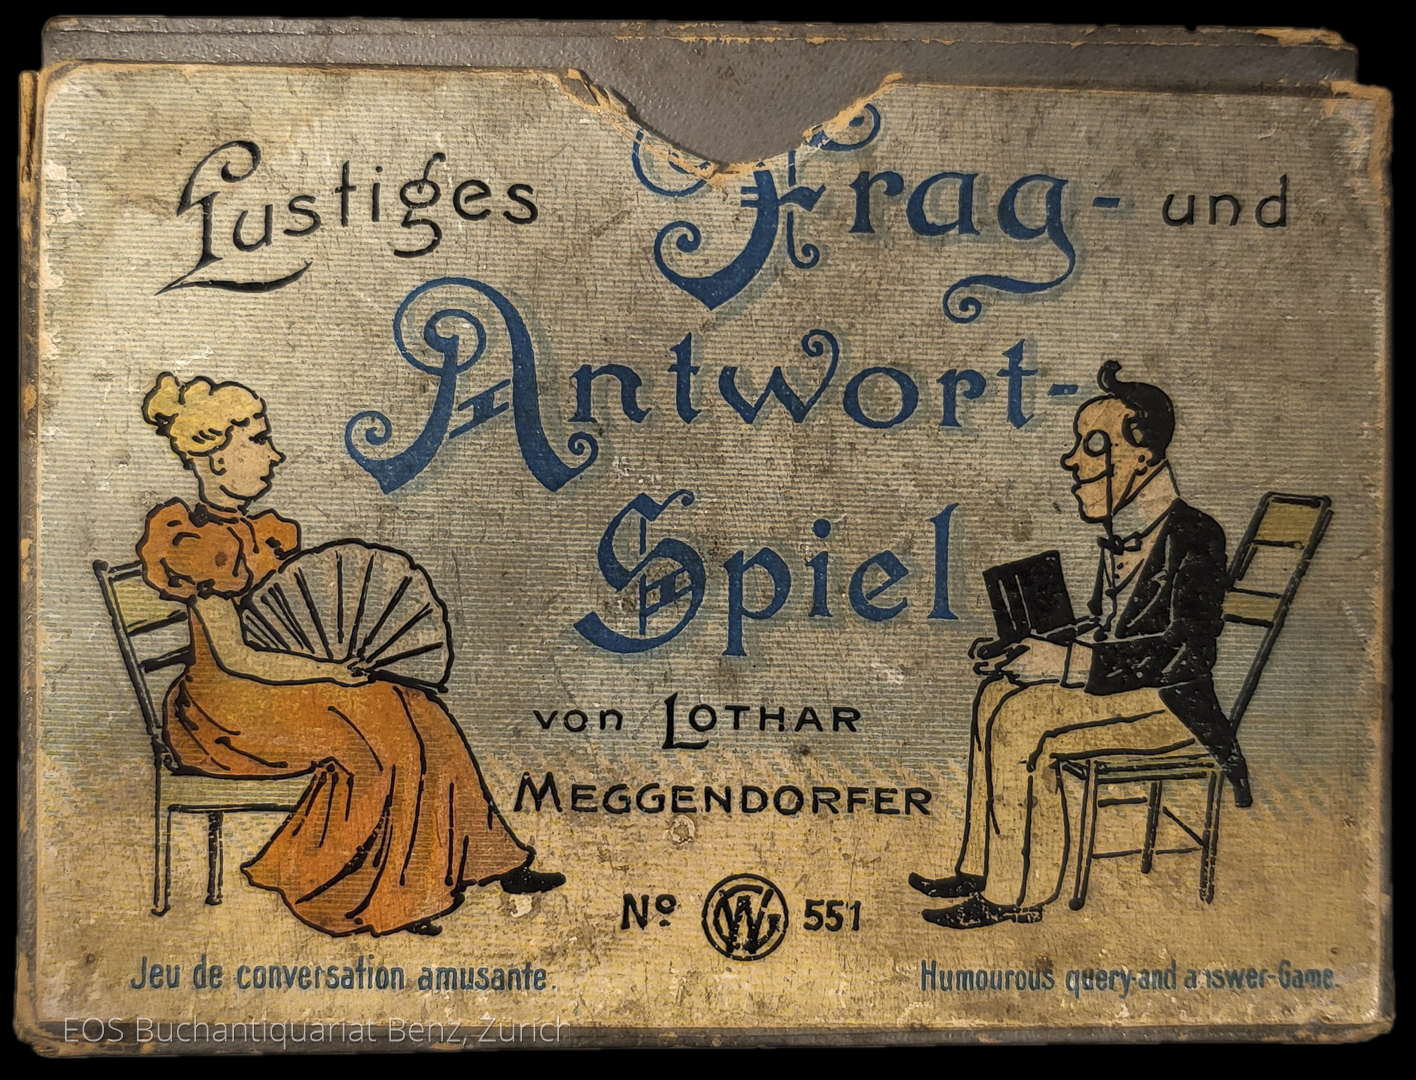 Lustiges Frag- und
Antwort-
Spiel
von LOTHAR
MEGGENDORFER
Nº W 551
Jeu de conversation amusante.
Humourous query-and answer-Game.
EOS Buchantiquariat Benz, Zürich